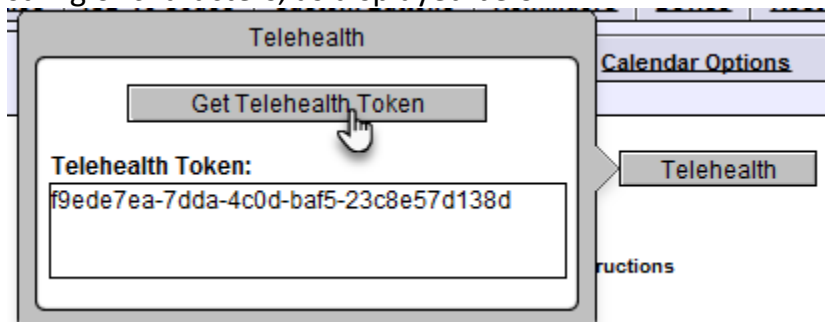 Telehealth
Calendar Options
Get Telehealth Token
Telehealth Token:
Telehealth
f9ede7ea-7dda-4c0d-baf5-23c8e57d138d
ructions